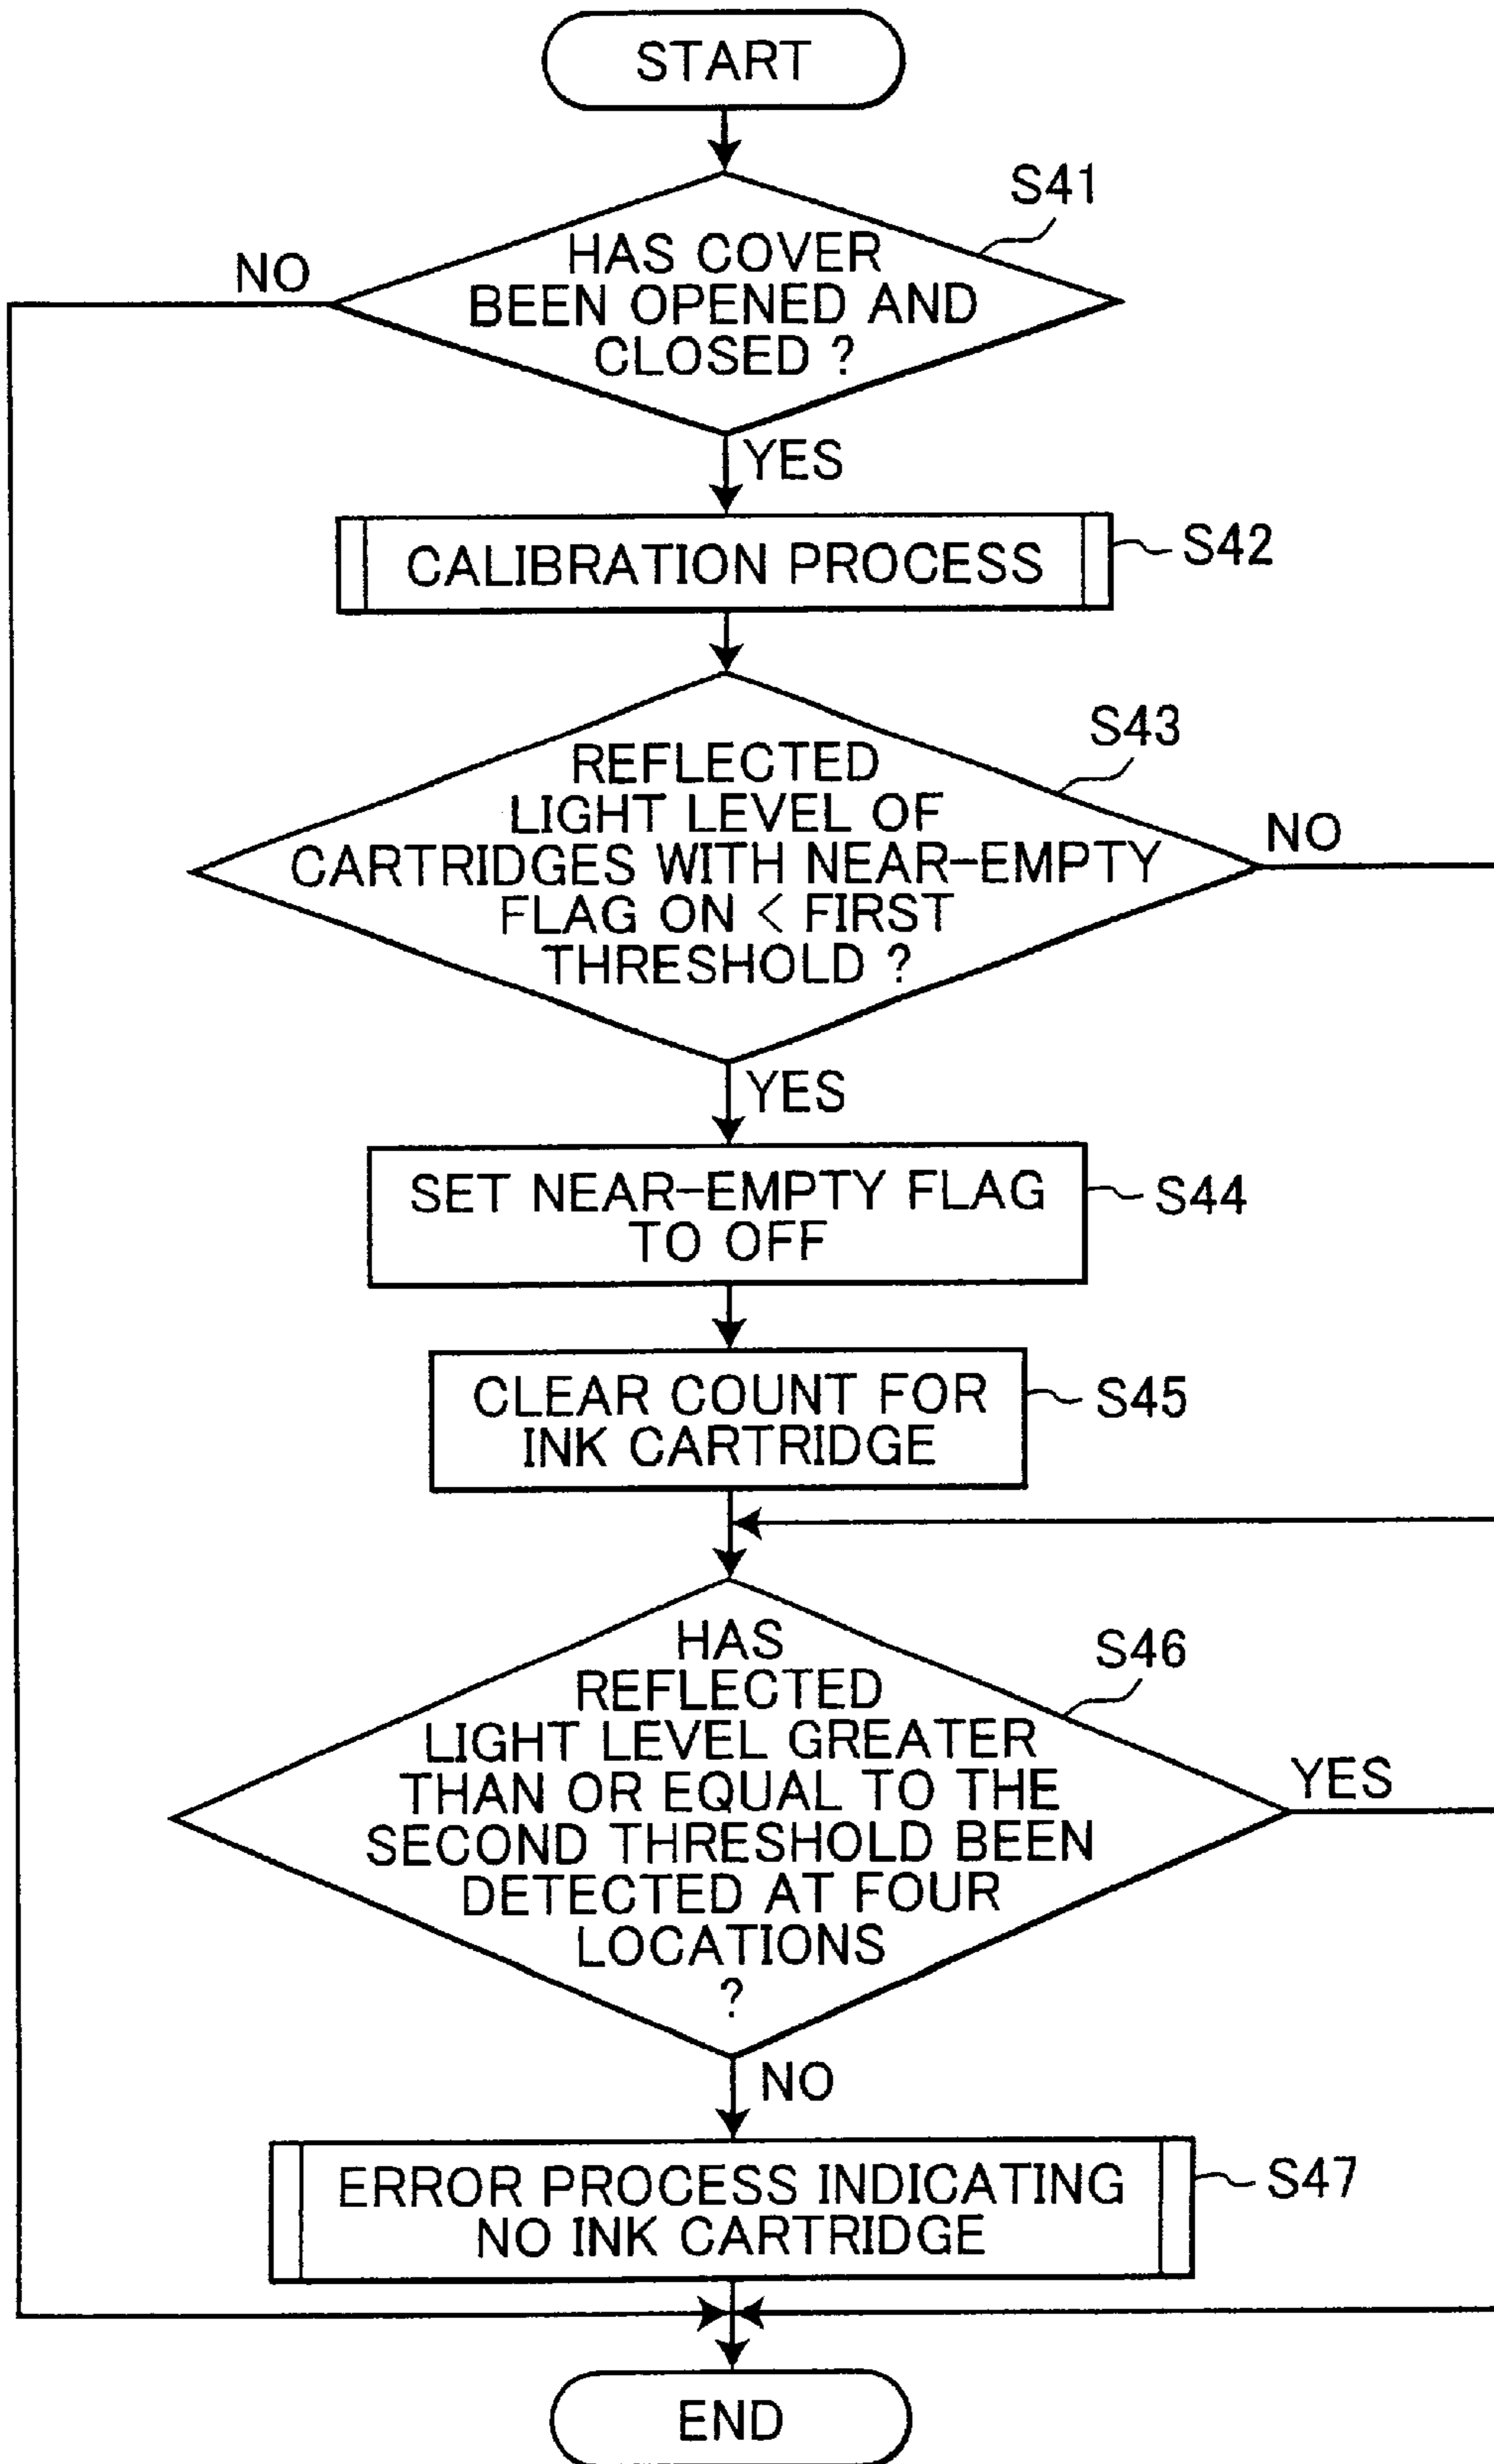 START
S41
HAS COVER
BEEN OPENED AND
CLOSED ?
NO
YES
CALIBRATION PROCESS
S42
S43
REFLECTED
LIGHT LEVEL OF
CARTRIDGES WITH NEAR-EMPTY
FLAG ON < FIRST
THRESHOLD ?
NO
YES
SET NEAR-EMPTY FLAG
TO OFF
S44
CLEAR COUNT FOR
INK CARTRIDGE
S45
S46
HAS
REFLECTED
LIGHT LEVEL GREATER
THAN OR EQUAL TO THE
SECOND THRESHOLD BEEN
DETECTED AT FOUR
LOCATIONS
?
YES
NO
ERROR PROCESS INDICATING
NO INK CARTRIDGE
S47
END